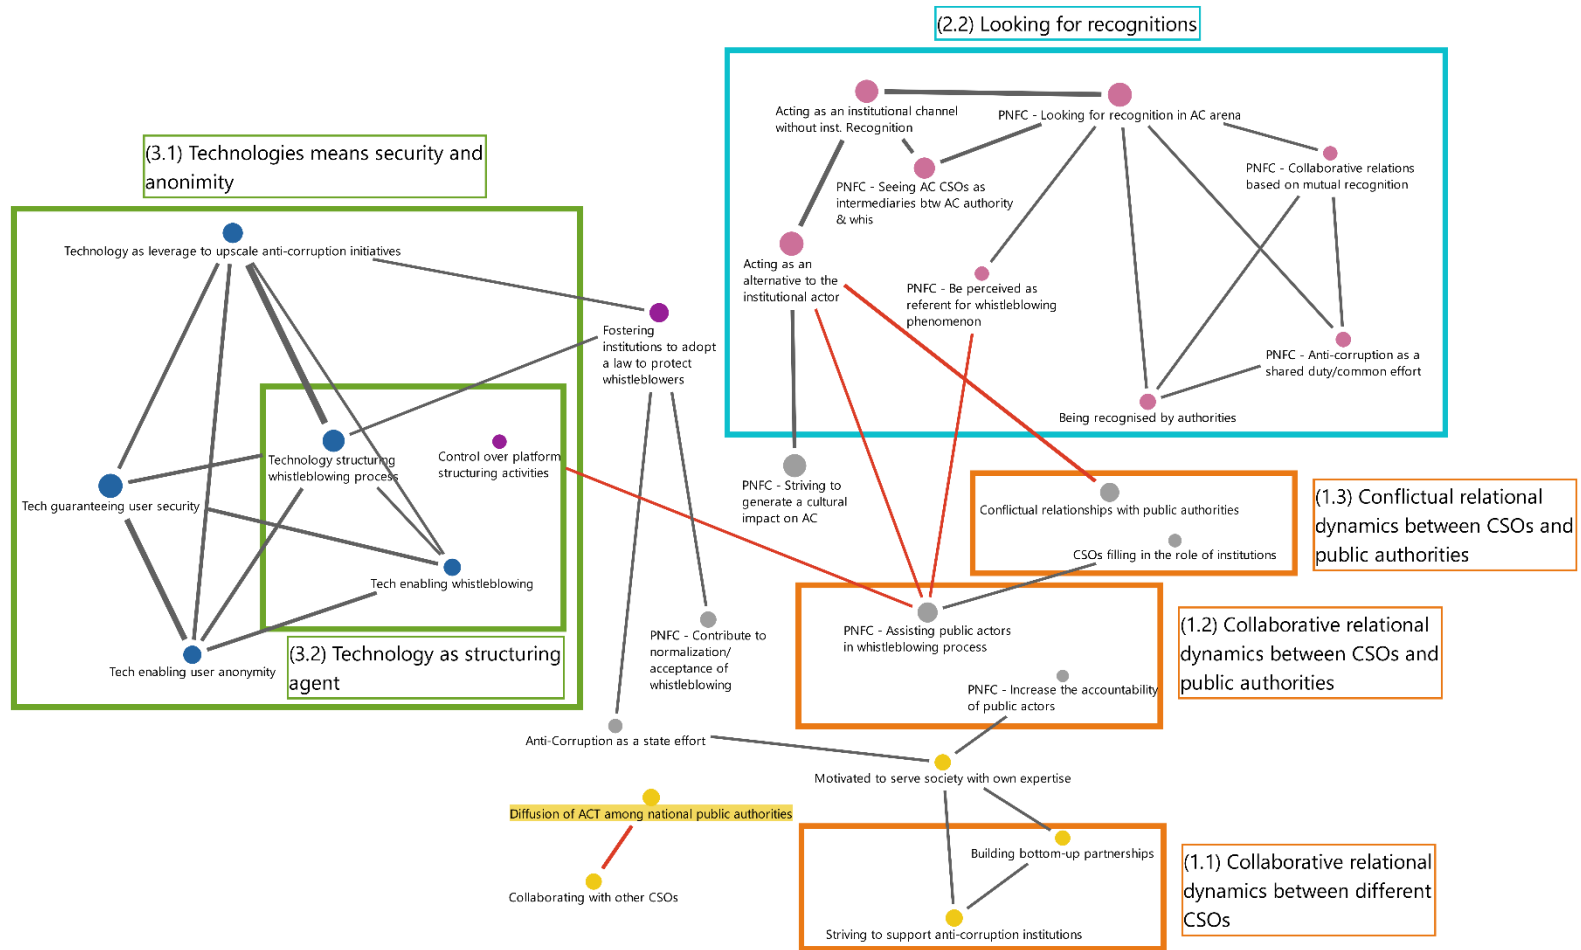 (2.2) Looking for recognitions
Acting as an institutional channel
without inst. Recognition
PNFC - Looking for recognition in AC arena
PNFC - Seeing AC CSOs as
intermediaries btw AC authority
& whis
PNFC - Collaborative relations
based on mutual recognition
Acting as an
alternative to the
institutional actor
PNFC - Be perceived as
referent for whistleblowing
phenomenon
PNFC - Anti-corruption as a
shared duty/common effort
Being recognised by authorities
(3.1) Technologies means security and
anonimity
Technology as leverage to upscale anti-corruption initiatives
Fostering
institutions to adopt
a law to protect
whistleblowers
Technology structuring
whistleblowing process
Control over platform
structuring activities
Tech guaranteeing user security
Tech enabling whistleblowing
Tech enabling user anonymity
(3.2) Technology as structuring
agent
PNFC - Striving to
generate a cultural
impact on AC
Conflictual relationships with public authorities
CSOs filling in the role of institutions
(1.3) Conflictual relational
dynamics between CSOs and
public authorities
PNFC - Contribute to
normalization/
acceptance of
whistleblowing
PNFC - Assisting public actors
in whistleblowing process
PNFC - Increase the accountability
of public actors
(1.2) Collaborative relational
dynamics between CSOs and
public authorities
Anti-Corruption as a state effort
Motivated to serve society with own expertise
Diffusion of ACT among national public authorities
Collaborating with other CSOs
Building bottom-up partnerships
Striving to support anti-corruption institutions
(1.1) Collaborative relational
dynamics between different
CSOs